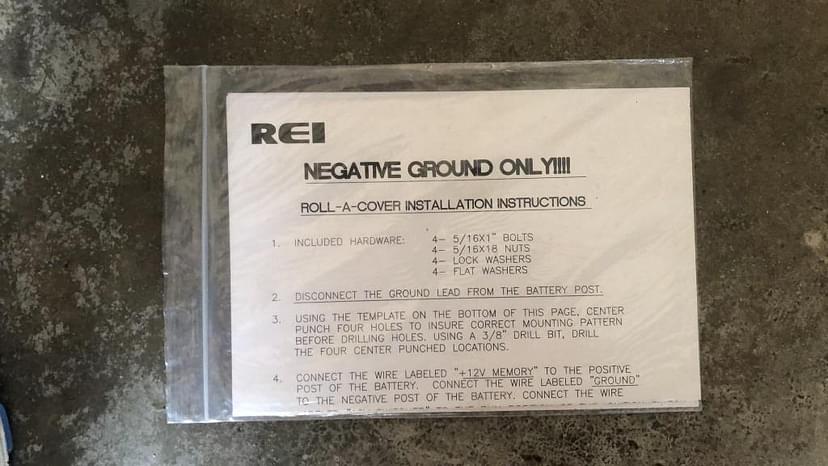 REI
NEGATIVE GROUND ONLY!!!!
ROLL-A-COVER INSTALLATION INSTRUCTIONS
1. INCLUDED HARDWARE: 4- 5/16X1" BOLTS
4- 5/16X18 NUTS
4- LOCK WASHERS
4- FLAT WASHERS
2. DISCONNECT THE GROUND LEAD FROM THE BATTERY POST.
3. USING THE TEMPLATE ON THE BOTTOM OF THIS PAGE, CENTER
PUNCH FOUR HOLES TO INSURE CORRECT MOUNTING PATTERN
BEFORE DRILLING HOLES. USING A 3/8" DRILL BIT, DRILL
THE FOUR CENTER PUNCHED LOCATIONS.
4. CONNECT THE WIRE LABELED "+12V MEMORY" TO THE POSITIVE
POST OF THE BATTERY. CONNECT THE WIRE LABELED "GROUND"
TO THE NEGATIVE POST OF THE BATTERY. CONNECT THE WIRE